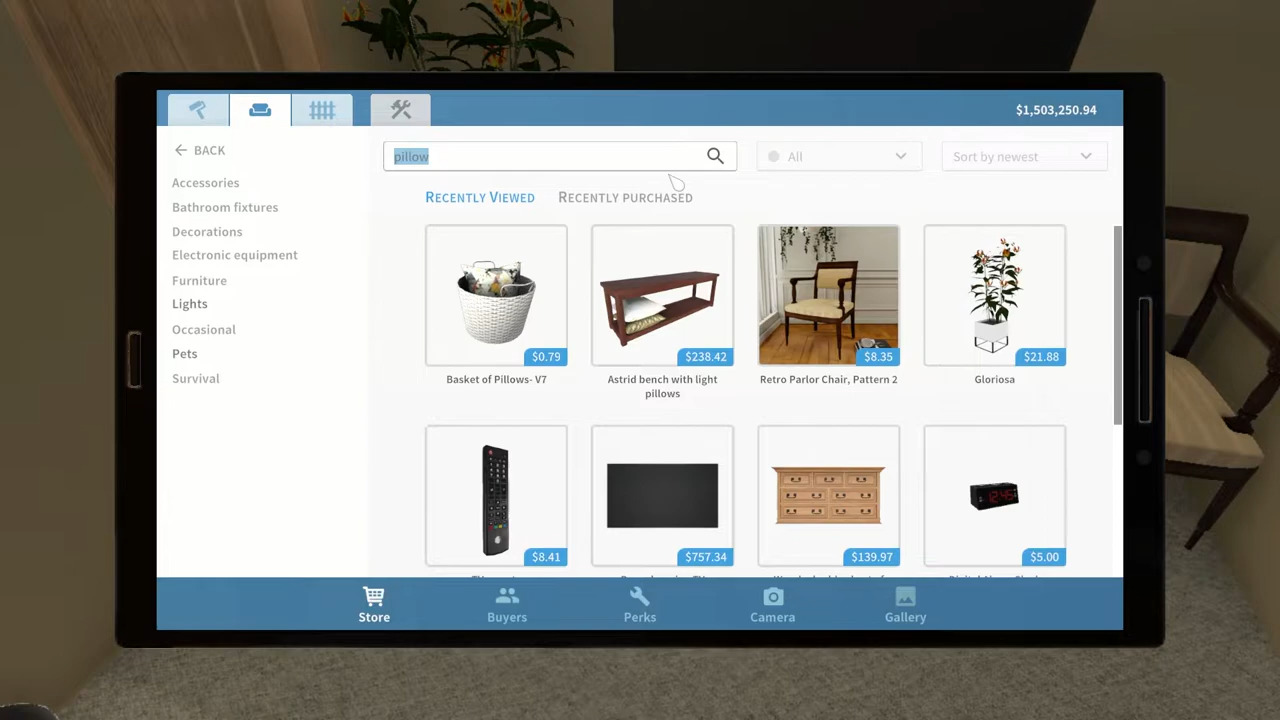 $1,503,250.94
BACK
pillow
All
Sort by newest
Accessories
Bathroom fixtures
Decorations
Electronic equipment
Furniture
Lights
Occasional
Pets
Survival
RECENTLY VIEWED
RECENTLY PURCHASED
$0.79
$238.42
$8.35
$21.88
Basket of Pillows- V7
Astrid bench with light
pillows
Retro Parlor Chair, Pattern 2
Gloriosa
12:45
$8.41
$757.34
$139.97
$5.00
Store
Buyers
Perks
Camera
Gallery